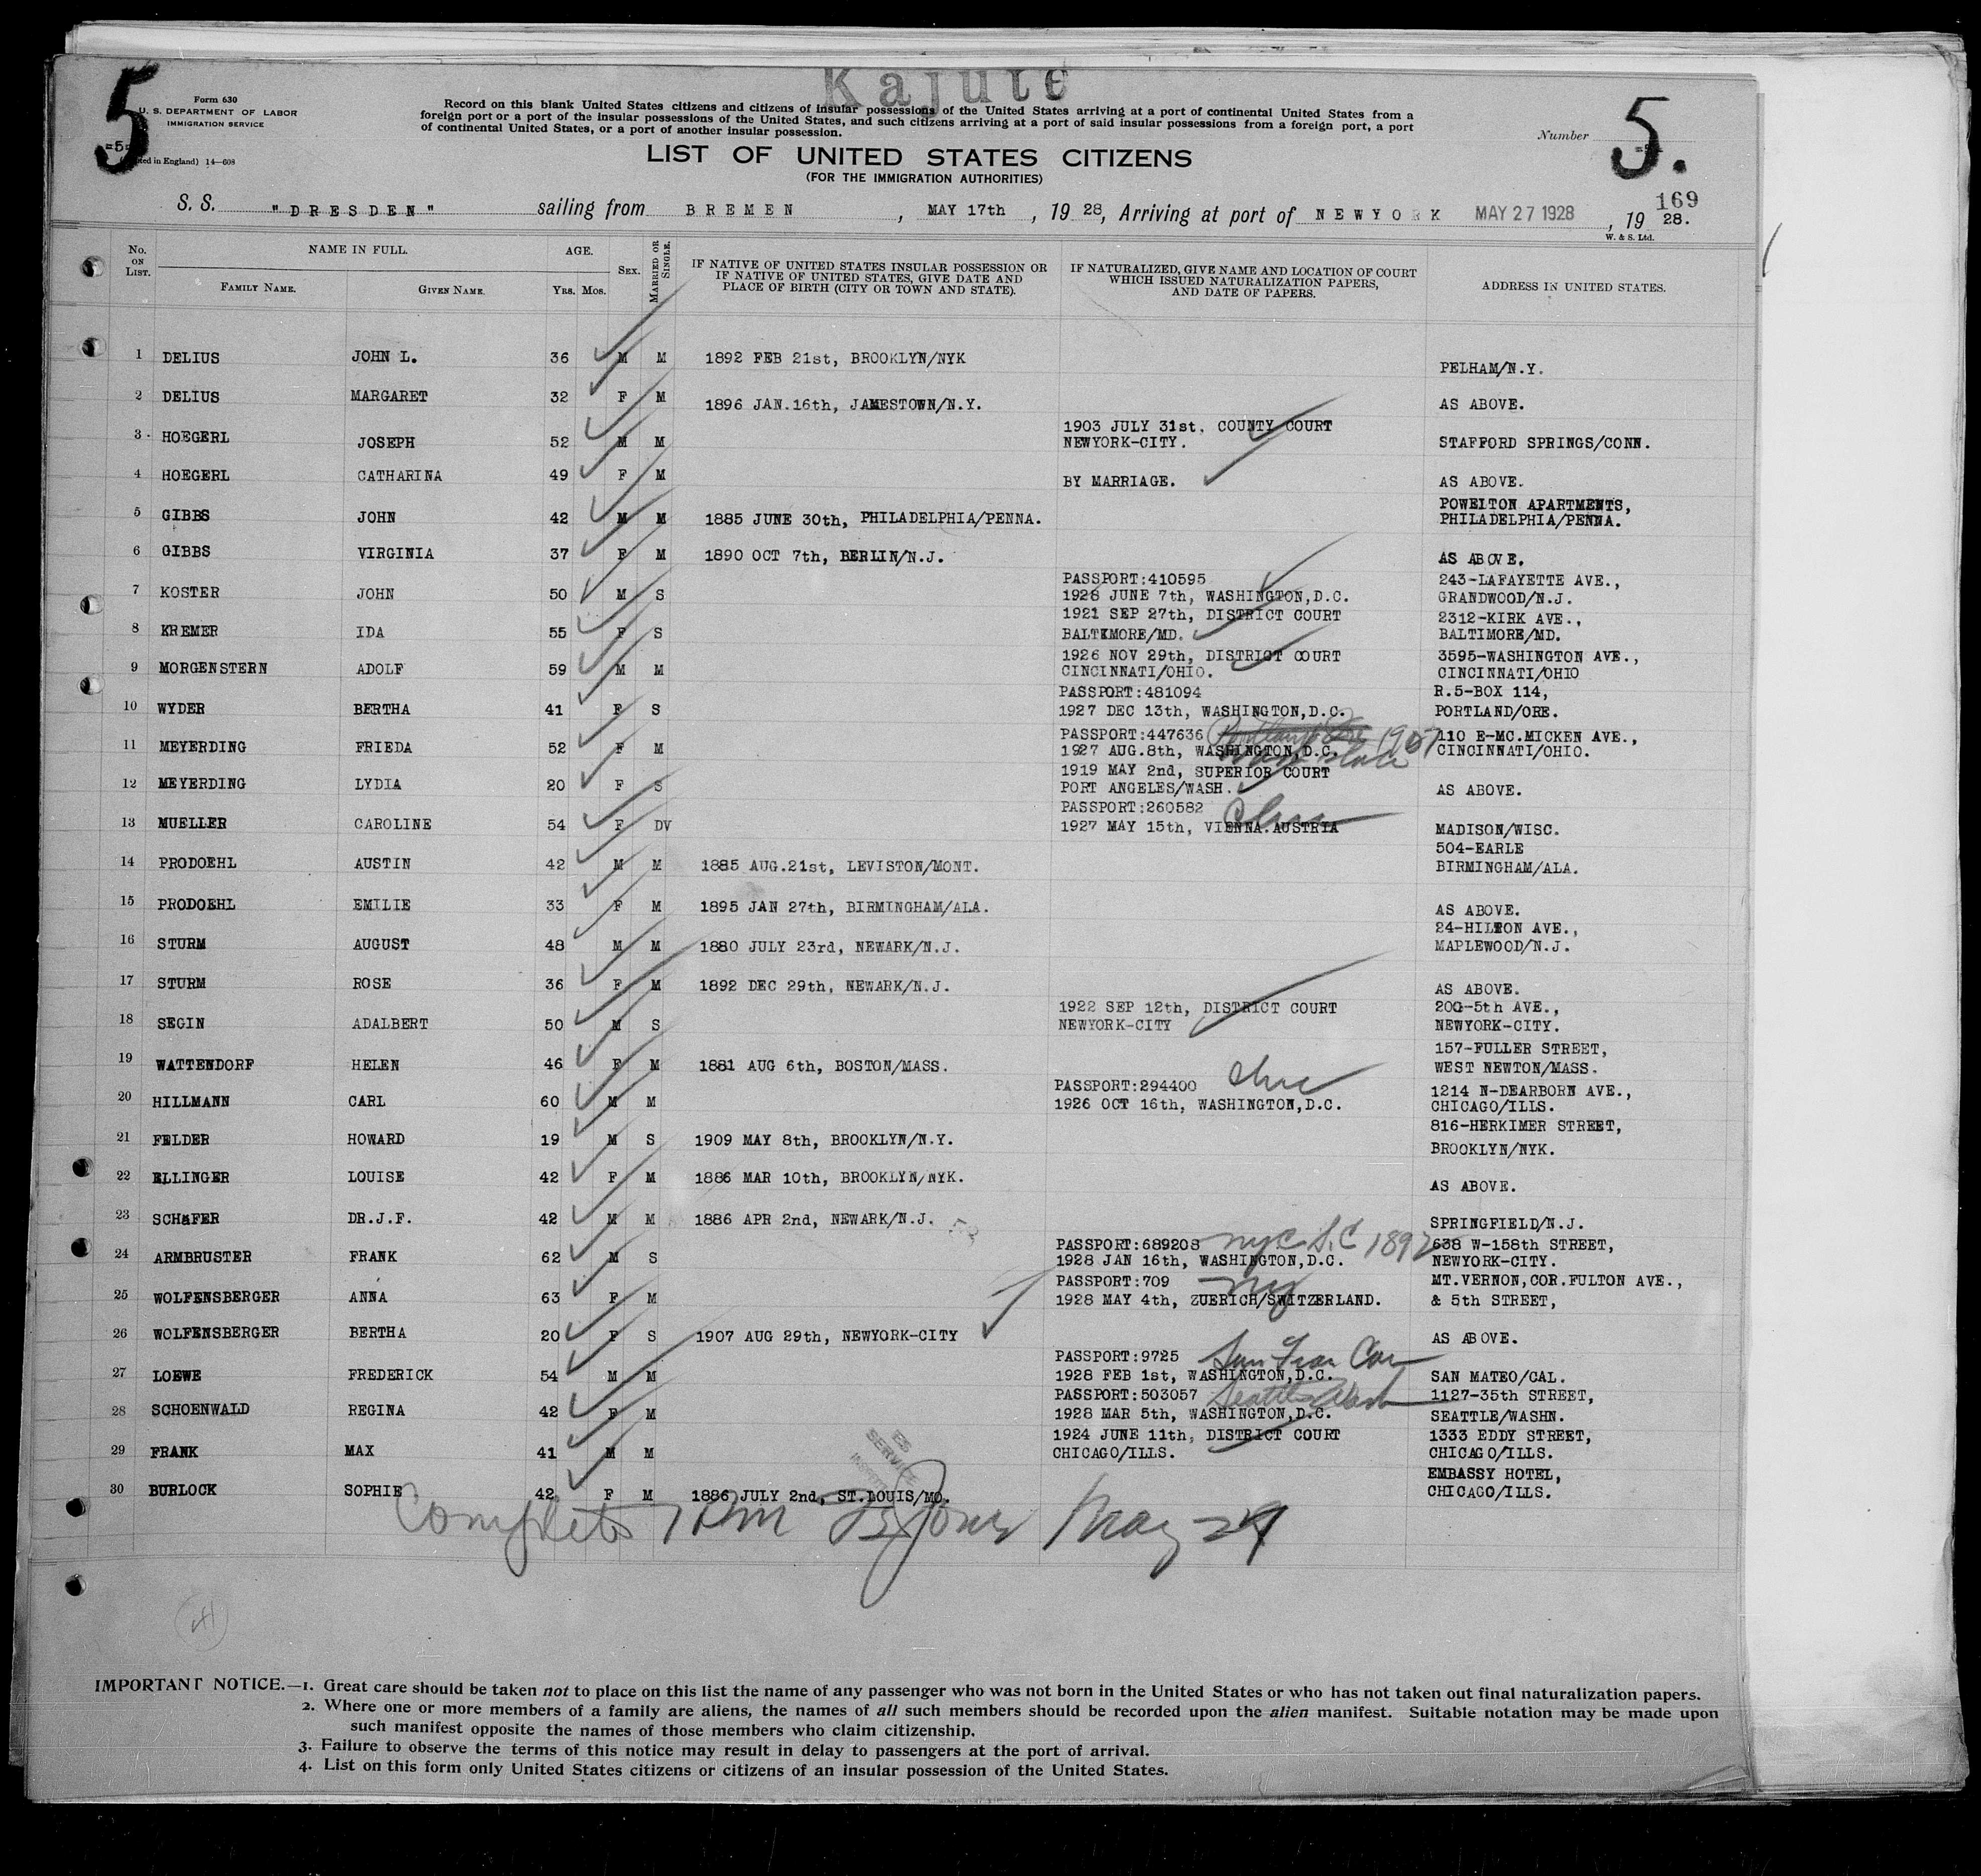 Kajüte
5
Form 630
U. S. DEPARTMENT OF LABOR
IMMIGRATION SERVICE
=5=
14—608
Record on this blank United States citizens and citizens of insular possessions of the United States arriving at a port of continental United States from a
foreign port or a port of the insular possessions of the United States, and such citizens arriving at a port of said insular possessions from a foreign port, a port
of continental United States, or a port of another insular possession.
Number 5.
LIST OF UNITED STATES CITIZENS
(FOR THE IMMIGRATION AUTHORITIES)
169
S. S. "DRESDEN" sailing from BREMEN, MAY 17th, 1928, Arriving at port of NEWYORK MAY 27 1928, 1928.
W. & S. Ltd.
No. ON LIST. NAME IN FULL. FAMILY NAME. GIVEN NAME. AGE. YRS. MOS. SEX. MARRIED OR SINGLE. IF NATIVE OF UNITED STATES INSULAR POSSESSION OR IF NATIVE OF UNITED STATES, GIVE DATE AND PLACE OF BIRTH (CITY OR TOWN AND STATE). IF NATURALIZED, GIVE NAME AND LOCATION OF COURT WHICH ISSUED NATURALIZATION PAPERS, AND DATE OF PAPERS. ADDRESS IN UNITED STATES.
1 DELIUS JOHN L. 36 M M 1892 FEB 21st, BROOKLYN/NYK
PELHAM/N.Y.
2 DELIUS MARGARET 32 F M 1896 JAN.16th, JAMESTOWN/N.Y. AS ABOVE.
1903 JULY 31st. COUNTY COURT
3 HOEGERL JOSEPH 52 M M NEWYORK-CITY. STAFFORD SPRINGS/CONN.
4 HOEGERL CATHARINA 49 F M BY MARRIAGE. AS ABOVE.
POWELTON APARTMENTS,
5 GIBBS JOHN 42 M M 1885 JUNE 30th, PHILADELPHIA/PENNA. PHILADELPHIA/PENNA.
6 GIBBS VIRGINIA 37 F M 1890 OCT 7th, BERLIN/N.J. AS ABOVE.
PASSPORT:410595 243-LAFAYETTE AVE.,
7 KOSTER JOHN 50 M S 1928 JUNE 7th, WASHINGTON,D.C. GRANDWOOD/N.J.
1921 SEP 27th, DISTRICT COURT 2312-KIRK AVE.,
8 KREMER IDA 55 F S BALTIMORE/MD. BALTIMORE/MD.
1926 NOV 29th, DISTRICT COURT 3595-WASHINGTON AVE.,
9 MORGENSTERN ADOLF 59 M M CINCINNATI/OHIO. CINCINNATI/OHIO
PASSPORT:481094 R.5-BOX 114,
10 WYDER BERTHA 41 F S 1927 DEC 13th, WASHINGTON,D.C. PORTLAND/ORE.
PASSPORT:447636 1907 110 E-MC.MICKEN AVE.,
11 MEYERDING FRIEDA 52 F M 1927 AUG.8th, WASHINGTON,D.C. CINCINNATI/OHIO.
1919 MAY 2nd, SUPERIOR COURT
12 MEYERDING LYDIA 20 F S PORT ANGELES/WASH. AS ABOVE.
PASSPORT:260582
13 MUELLER CAROLINE 54 F DV 1927 MAY 15th, VIENNA.AUSTRIA MADISON/WISC.
504-EARLE
14 PRODOEHL AUSTIN 42 M M 1885 AUG.21st, LEVISTON/MONT. BIRMINGHAM/ALA.
15 PRODOEHL EMILIE 33 F M 1895 JAN 27th, BIRMINGHAM/ALA. AS ABOVE.
24-HILTON AVE.,
16 STURM AUGUST 48 M M 1880 JULY 23rd, NEWARK/N.J. MAPLEWOOD/N.J.
17 STURM ROSE 36 F M 1892 DEC 29th, NEWARK/N.J. AS ABOVE.
1922 SEP 12th, DISTRICT COURT 200-5th AVE.,
18 SEGIN ADALBERT 50 M S NEWYORK-CITY NEWYORK-CITY.
157-FULLER STREET,
19 WATTENDORF HELEN 46 F M 1881 AUG 6th, BOSTON/MASS. WEST NEWTON/MASS.
PASSPORT:294400 1214 N-DEARBORN AVE.,
20 HILLMANN CARL 60 M M 1926 OCT 16th, WASHINGTON,D.C. CHICAGO/ILLS.
816-HERKIMER STREET,
21 FELDER HOWARD 19 M S 1909 MAY 8th, BROOKLYN/N.Y. BROOKLYN/NYK.
22 ELLINGER LOUISE 42 F M 1886 MAR 10th, BROOKLYN/NYK. AS ABOVE.
23 SCHäFER DR.J.F. 42 M M 1886 APR 2nd, NEWARK/N.J. SPRINGFIELD/N.J.
PASSPORT:689208 nyc S.C 1892 638 W-158th STREET,
24 ARMBRUSTER FRANK 62 M S 1928 JAN 16th, WASHINGTON,D.C. NEWYORK-CITY.
PASSPORT:709 ny MT.VERNON,COR.FULTON AVE.,
25 WOLFENSBERGER ANNA 63 F M 1928 MAY 4th, ZUERICH/SWITZERLAND. & 5th STREET,
26 WOLFENSBERGER BERTHA 20 F S 1907 AUG 29th, NEWYORK-CITY AS ABOVE.
PASSPORT:9725 San Fran
27 LOEWE FREDERICK 54 M M 1928 FEB 1st, WASHINGTON,D.C. SAN MATEO/CAL.
PASSPORT:503057 Seattle Wash 1127-35th STREET,
28 SCHOENWALD REGINA 42 F M 1928 MAR 5th, WASHINGTON,D.C. SEATTLE/WASHN.
1924 JUNE 11th, DISTRICT COURT 1333 EDDY STREET,
29 FRANK MAX 41 M M CHICAGO/ILLS. CHICAGO/ILLS.
EMBASSY HOTEL,
30 BURLOCK SOPHIE 42 F M 1886 JULY 2nd, ST.LOUIS/MO. CHICAGO/ILLS.
Complete May 29
IMPORTANT NOTICE.—1. Great care should be taken not to place on this list the name of any passenger who was not born in the United States or who has not taken out final naturalization papers.
2. Where one or more members of a family are aliens, the names of all such members should be recorded upon the alien manifest. Suitable notation may be made upon
such manifest opposite the names of those members who claim citizenship.
3. Failure to observe the terms of this notice may result in delay to passengers at the port of arrival.
4. List on this form only United States citizens or citizens of an insular possession of the United States.